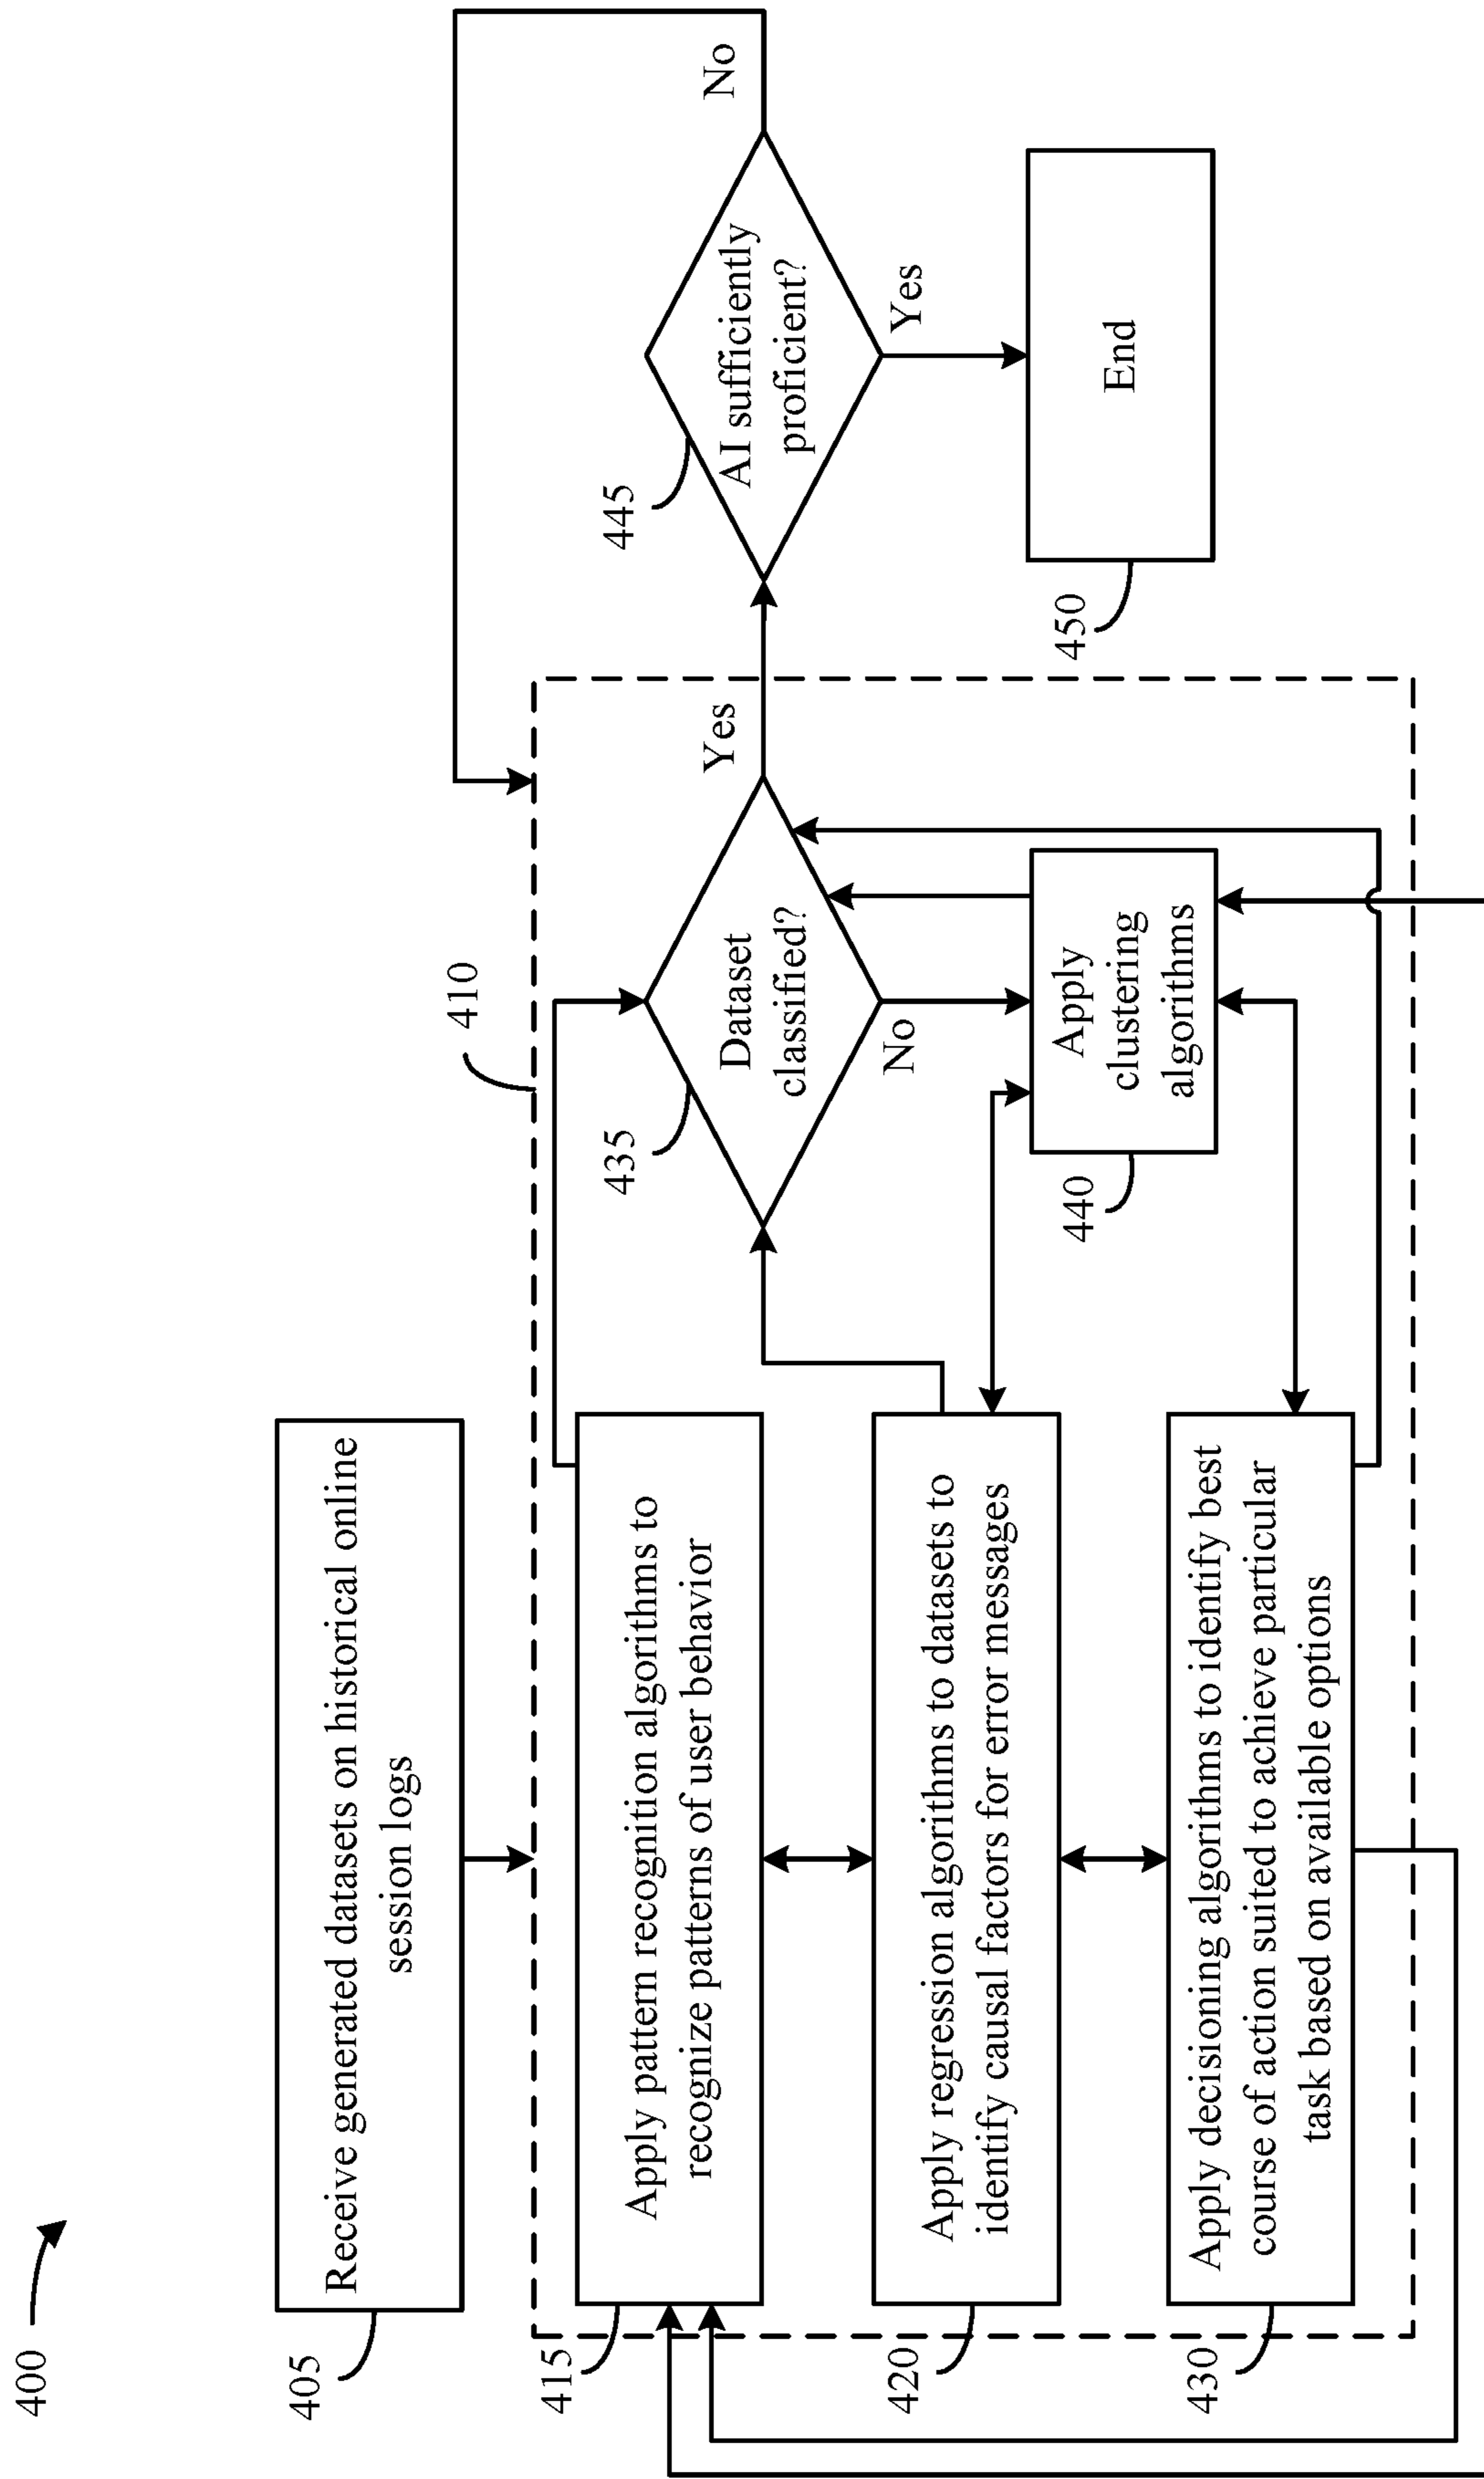 400
405
Receive generated datasets on historical online
session logs
410
415
Apply pattern recognition algorithms to
recognize patterns of user behavior
420
Apply regression algorithms to datasets to
identify causal factors for error messages
430
Apply decisioning algorithms to identify best
course of action suited to achieve particular
task based on available options
435
Dataset
classified?
Yes
No
440
Apply
clustering
algorithms
445
AI sufficiently
proficient?
No
Yes
450
End